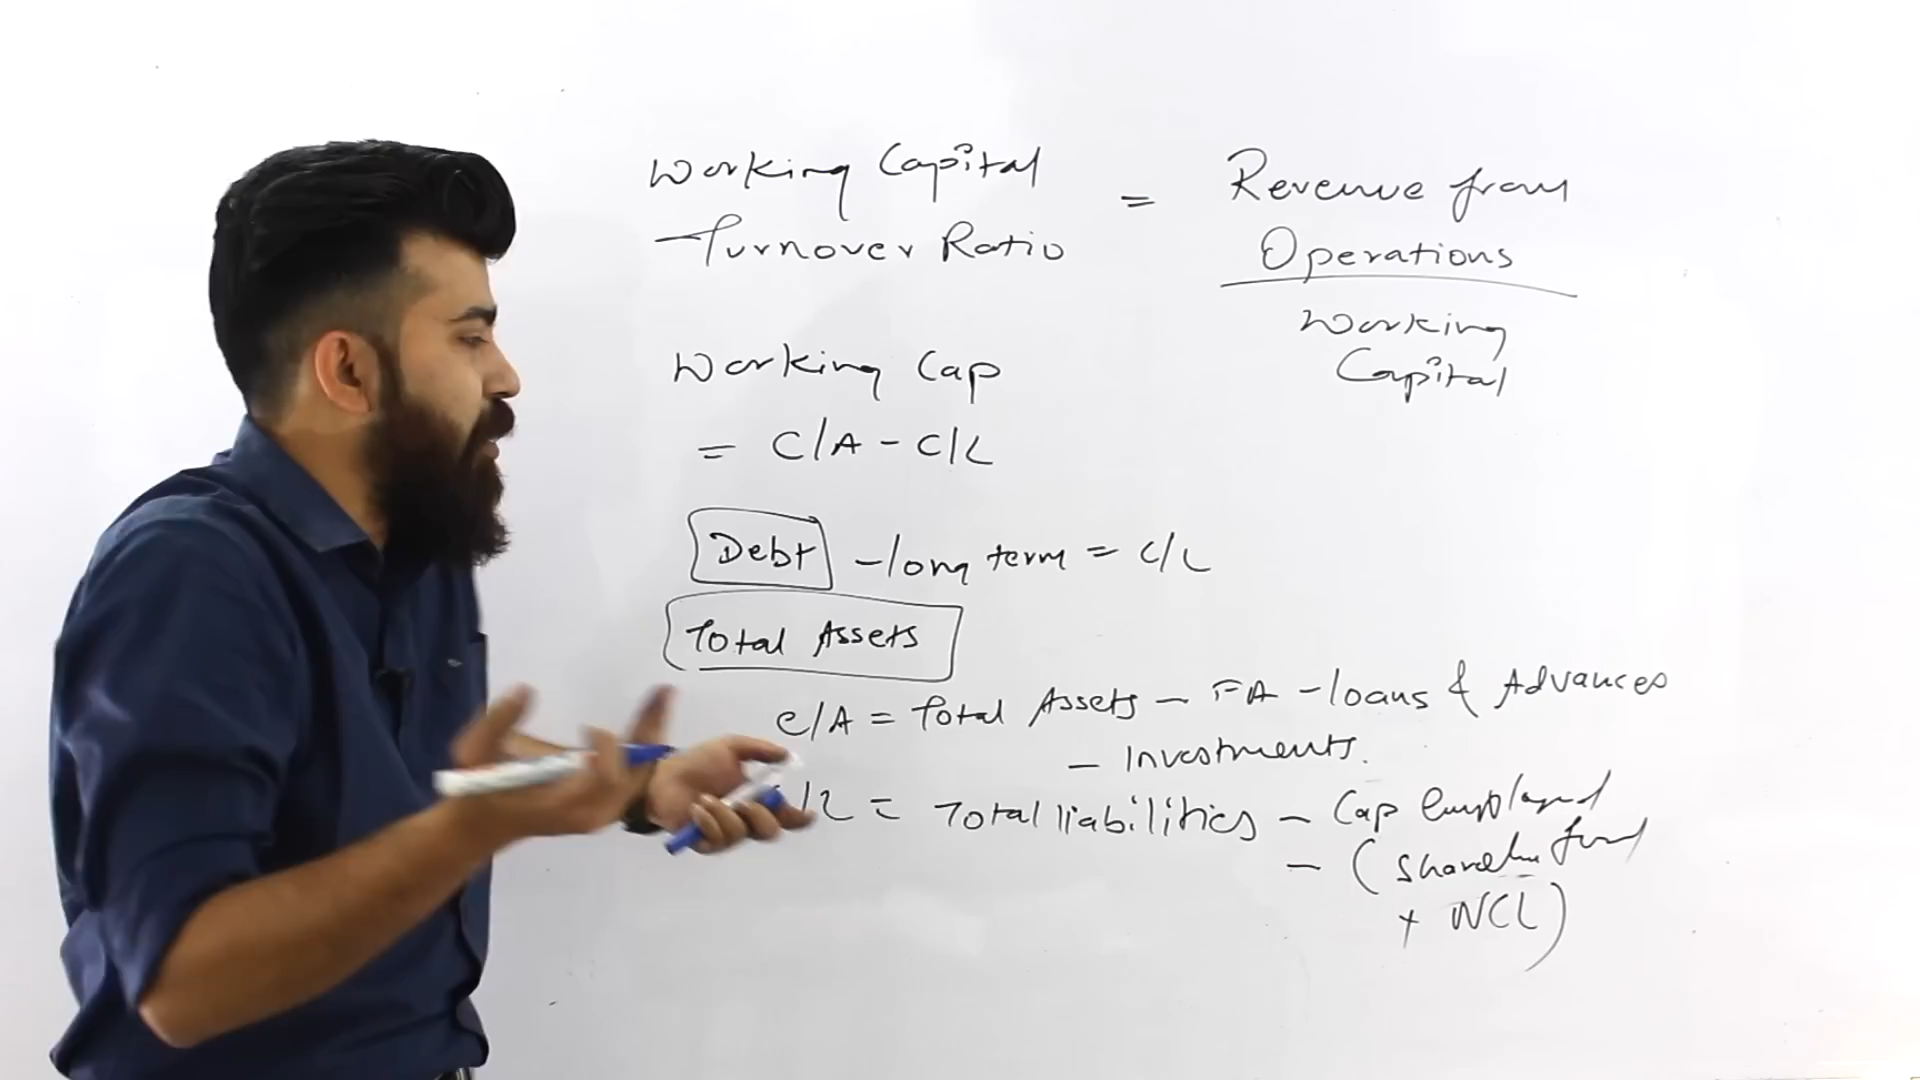 Working Capital
Turnover Ratio
=
Revenue from
Operations
Working
Capital
Working Cap
= C/A - C/L
Debt - long term = C/L
Total Assets
C/A = Total Assets - FA - loans & Advances
- Investments.
/L = Total liabilities - Cap employed
- (Shareho fund
+ NCL)